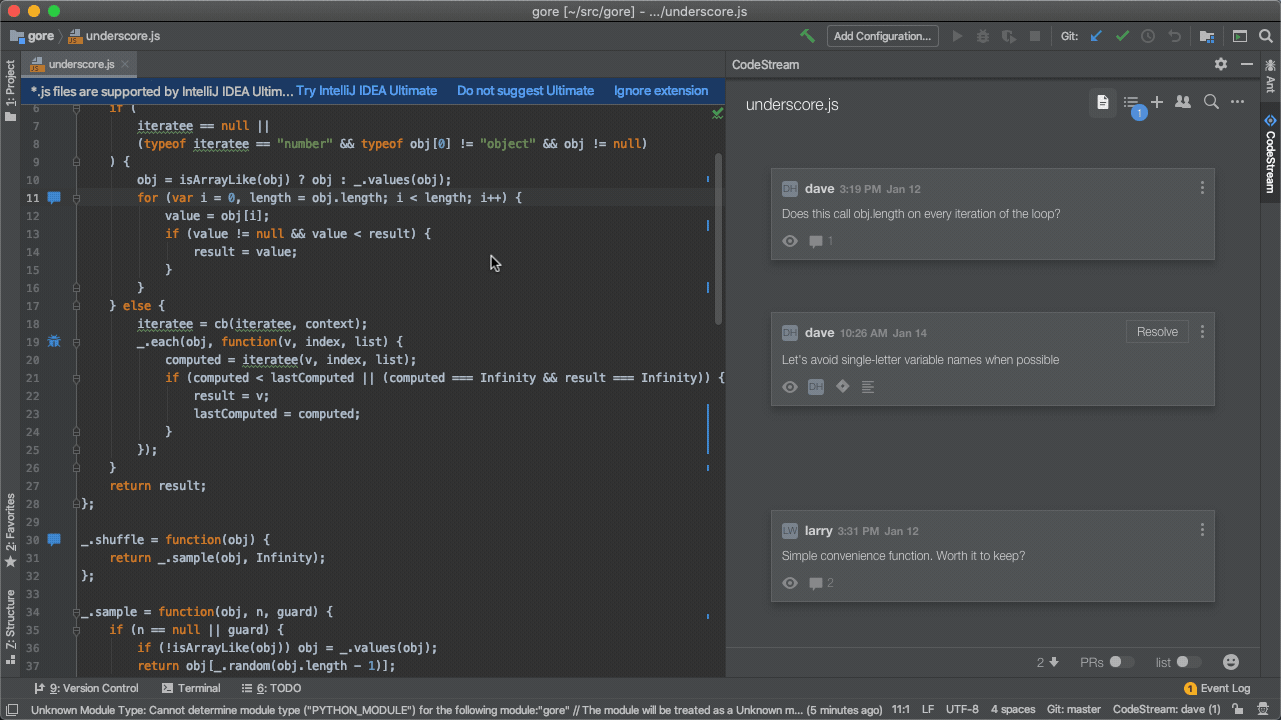 gore [~/src/gore] - .../underscore.js
gore underscore.js
Add Configuration...
Git:
1: Project
underscore.js
*.js files are supported by IntelliJ IDEA Ultim... Try IntelliJ IDEA Ultimate Do not suggest Ultimate Ignore extension
6 if (
7 iteratee == null ||
8 (typeof iteratee == "number" && typeof obj[0] != "object" && obj != null)
9 ) {
10 obj = isArrayLike(obj) ? obj : _.values(obj);
11 for (var i = 0, length = obj.length; i < length; i++) {
12 value = obj[i];
13 if (value != null && value < result) {
14 result = value;
15 }
16 }
17 } else {
18 iteratee = cb(iteratee, context);
19 _.each(obj, function(v, index, list) {
20 computed = iteratee(v, index, list);
21 if (computed < lastComputed || (computed === Infinity && result === Infinity)) {
22 result = v;
23 lastComputed = computed;
24 }
25 });
26 }
27 return result;
28 };
29
30 _.shuffle = function(obj) {
31 return _.sample(obj, Infinity);
32 };
33
34 _.sample = function(obj, n, guard) {
35 if (n == null || guard) {
36 if (!isArrayLike(obj)) obj = _.values(obj);
37 return obj[_.random(obj.length - 1)];
2: Favorites
Z: Structure
CodeStream
underscore.js
1
DH dave 3:19 PM Jan 12
Does this call obj.length on every iteration of the loop?
1
DH dave 10:26 AM Jan 14
Resolve
Let's avoid single-letter variable names when possible
DH
LW larry 3:31 PM Jan 12
Simple convenience function. Worth it to keep?
2
2 PRs list
Ant
CodeStream
9: Version Control Terminal 6: TODO
1 Event Log
Unknown Module Type: Cannot determine module type ("PYTHON_MODULE") for the following module:"gore" // The module will be treated as a Unknown m... (5 minutes ago) 11:1 LF UTF-8 4 spaces Git: master CodeStream: dave (1)